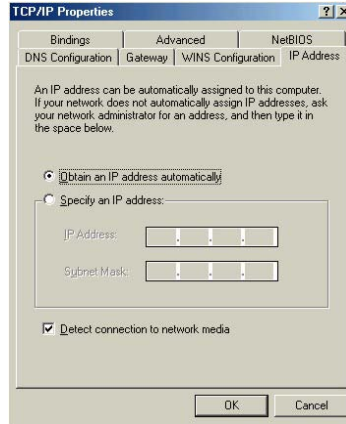 TCP/IP Properties
Bindings Advanced NetBIOS
DNS Configuration Gateway WINS Configuration IP Address
An IP address can be automatically assigned to this computer.
If your network does not automatically assign IP addresses, ask
your network administrator for an address, and then type it in
the space below.
Obtain an IP address automatically
Specify an IP address:
IP Address:
Subnet Mask:
Detect connection to network media
OK Cancel